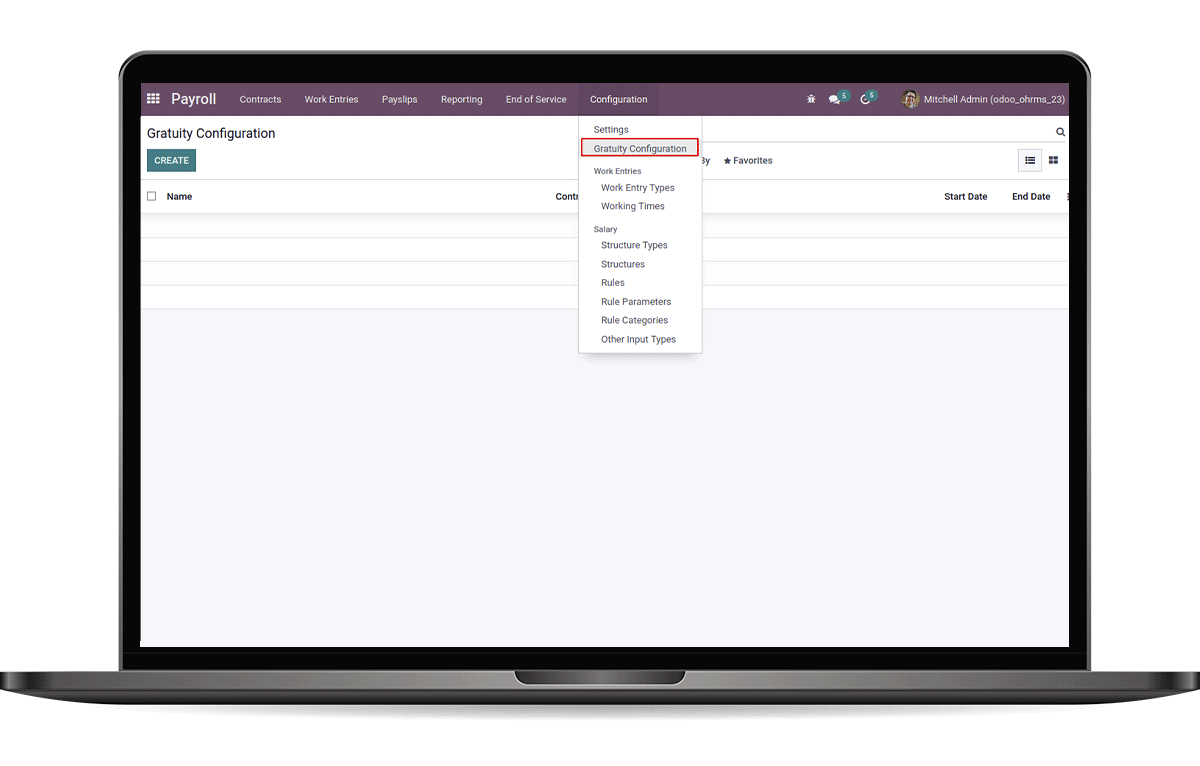 Payroll Contracts Work Entries Payslips Reporting End of Service Configuration 5 5 Mitchell Admin (odoo_ohrms_23)
Gratuity Configuration
CREATE
By Favorites
Name Contr Start Date End Date
Settings
Gratuity Configuration
Work Entries
Work Entry Types
Working Times
Salary
Structure Types
Structures
Rules
Rule Parameters
Rule Categories
Other Input Types